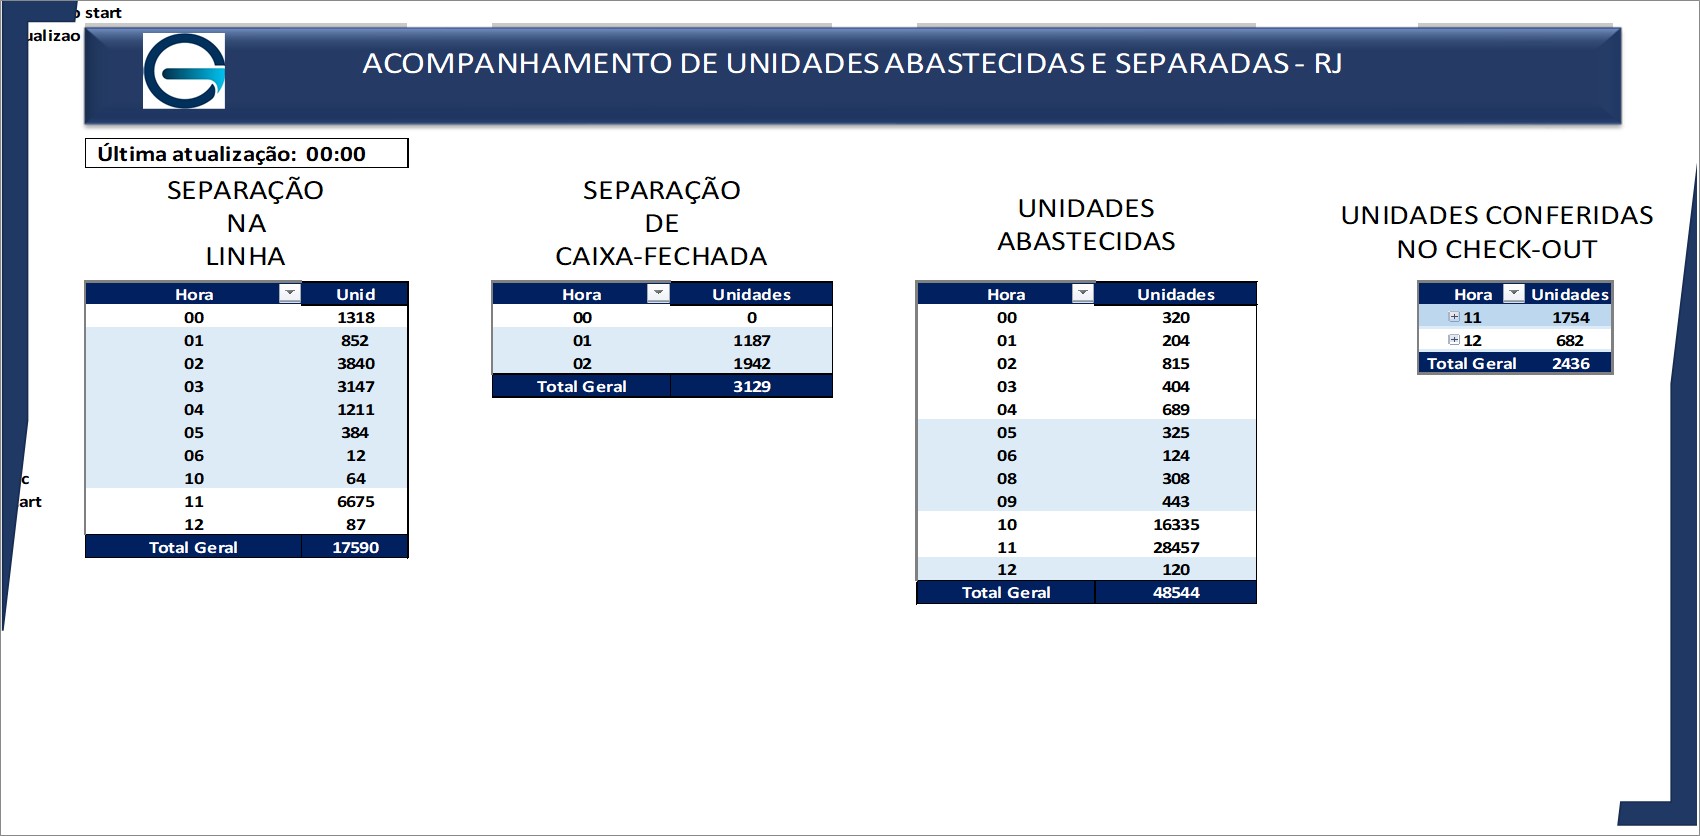 start
ACOMPANHAMENTO DE UNIDADES ABASTECIDAS E SEPARADAS - RJ
Última atualização: 00:00
SEPARAÇÃO
NA
LINHA
Hora Unid
00 1318
01 852
02 3840
03 3147
04 1211
05 384
06 12
10 64
11 6675
12 87
Total Geral 17590
SEPARAÇÃO
DE
CAIXA-FECHADA
Hora Unidades
00 0
01 1187
02 1942
Total Geral 3129
UNIDADES
ABASTECIDAS
Hora Unidades
00 320
01 204
02 815
03 404
04 689
05 325
06 124
08 308
09 443
10 16335
11 28457
12 120
Total Geral 48544
UNIDADES CONFERIDAS
NO CHECK-OUT
Hora Unidades
11 1754
12 682
Total Geral 2436